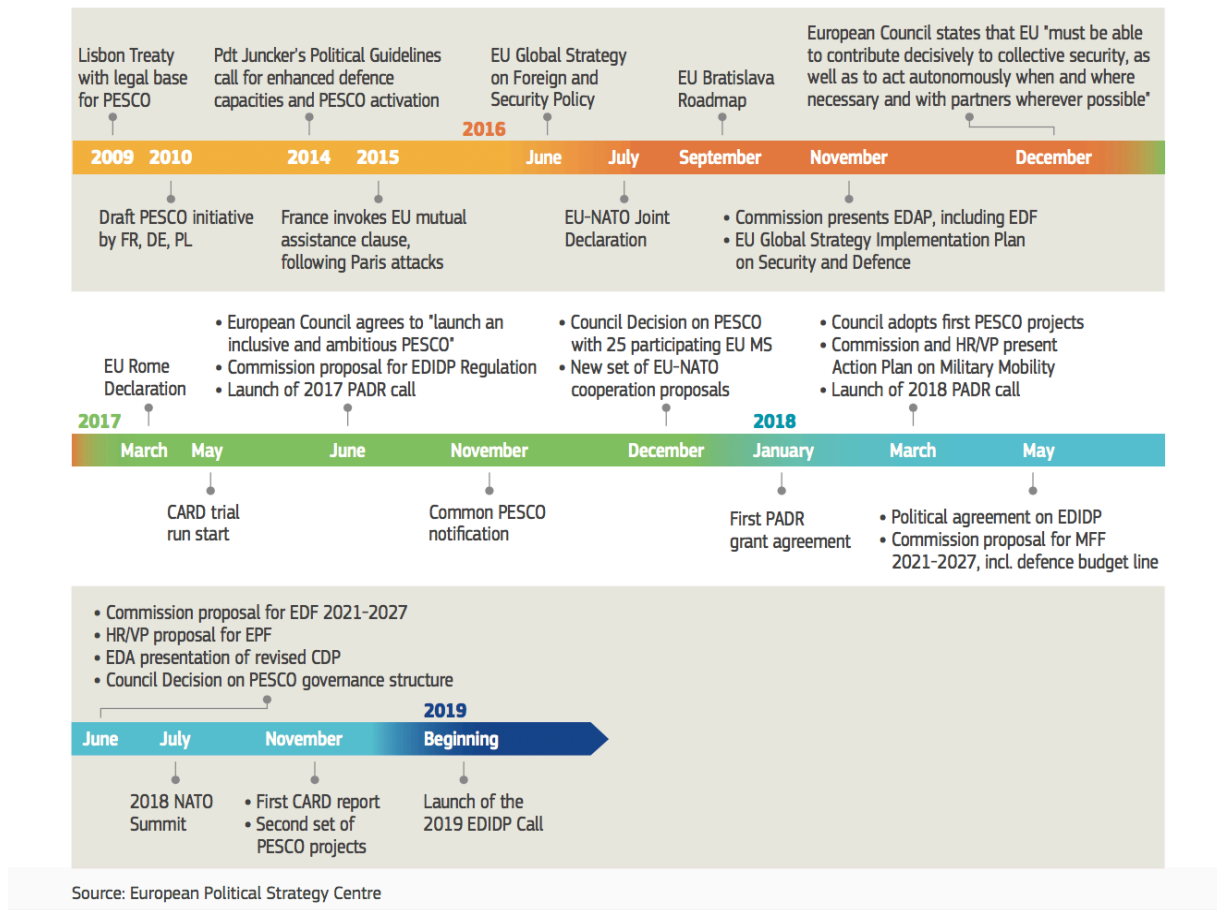 Lisbon Treaty
with legal base
for PESCO
Pdt Juncker's Political Guidelines
call for enhanced defence
capacities and PESCO activation
EU Global Strategy
on Foreign and
Security Policy
EU Bratislava
Roadmap
European Council states that EU "must be able
to contribute decisively to collective security, as
well as to act autonomously when and where
necessary and with partners wherever possible"
2016
2009 2010 2014 2015 June July September November December
Draft PESCO initiative
by FR, DE, PL
France invokes EU mutual
assistance clause,
following Paris attacks
EU-NATO Joint
Declaration
• Commission presents EDAP, including EDF
• EU Global Strategy Implementation Plan
on Security and Defence
EU Rome
Declaration
• European Council agrees to "launch an
inclusive and ambitious PESCO"
• Commission proposal for EDIDP Regulation
• Launch of 2017 PADR call
• Council Decision on PESCO
with 25 participating EU MS
• New set of EU-NATO
cooperation proposals
• Council adopts first PESCO projects
• Commission and HR/VP present
Action Plan on Military Mobility
• Launch of 2018 PADR call
2017 2018
March May June November December January March May
CARD trial
run start
Common PESCO
notification
First PADR
grant agreement
• Political agreement on EDIDP
• Commission proposal for MFF
2021-2027, incl. defence budget line
• Commission proposal for EDF 2021-2027
• HR/VP proposal for EPF
• EDA presentation of revised CDP
• Council Decision on PESCO governance structure
2019
June July November Beginning
2018 NATO
Summit
• First CARD report
• Second set of
PESCO projects
Launch of the
2019 EDIDP Call
Source: European Political Strategy Centre